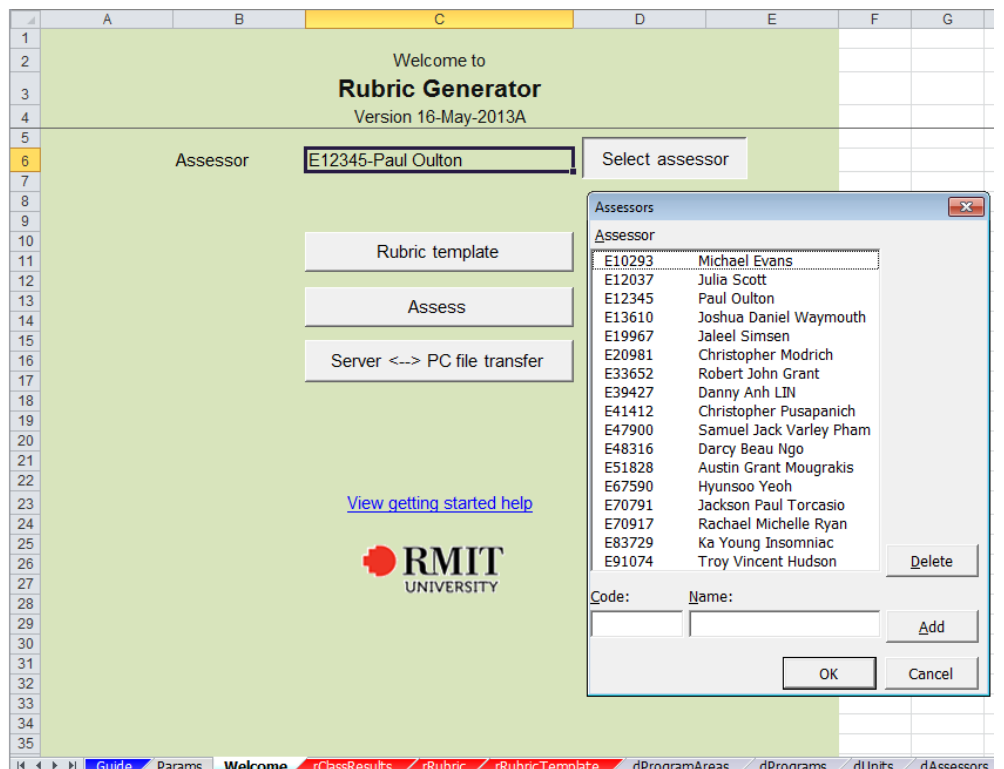 A B C D E F G
1
2 Welcome to
3 Rubric Generator
4 Version 16-May-2013A
5
6 Assessor E12345-Paul Oulton Select assessor
7
8
9
10
11
12
13
14
15
16
17
18
19
20
21
22
23
24
25
26
27
28
29
30
31
32
33
34
35
Rubric template
Assess
Server <--> PC file transfer
View getting started help
RMIT
UNIVERSITY
Assessors
Assessor
E10293 Michael Evans
E12037 Julia Scott
E12345 Paul Oulton
E13610 Joshua Daniel Waymouth
E19967 Jaleel Simsen
E20981 Christopher Modrich
E33652 Robert John Grant
E39427 Danny Anh LIN
E41412 Christopher Pusapanich
E47900 Samuel Jack Varley Pham
E48316 Darcy Beau Ngo
E51828 Austin Grant Mougrakis
E67590 Hyunsoo Yeoh
E70791 Jackson Paul Torcasio
E70917 Rachael Michelle Ryan
E83729 Ka Young Insomniac
E91074 Troy Vincent Hudson
Delete
Code: Name:
Add
OK Cancel
Guide Params Welcome rClassResults rRubric rRubricTemplate dProgramAreas dPrograms dUnits dAssessors